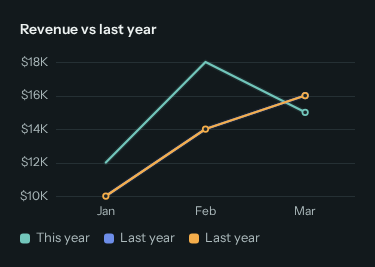 Revenue vs last year
$18K
$16K
$14K
$12K
$10K
Jan Feb Mar
This year Last year Last year